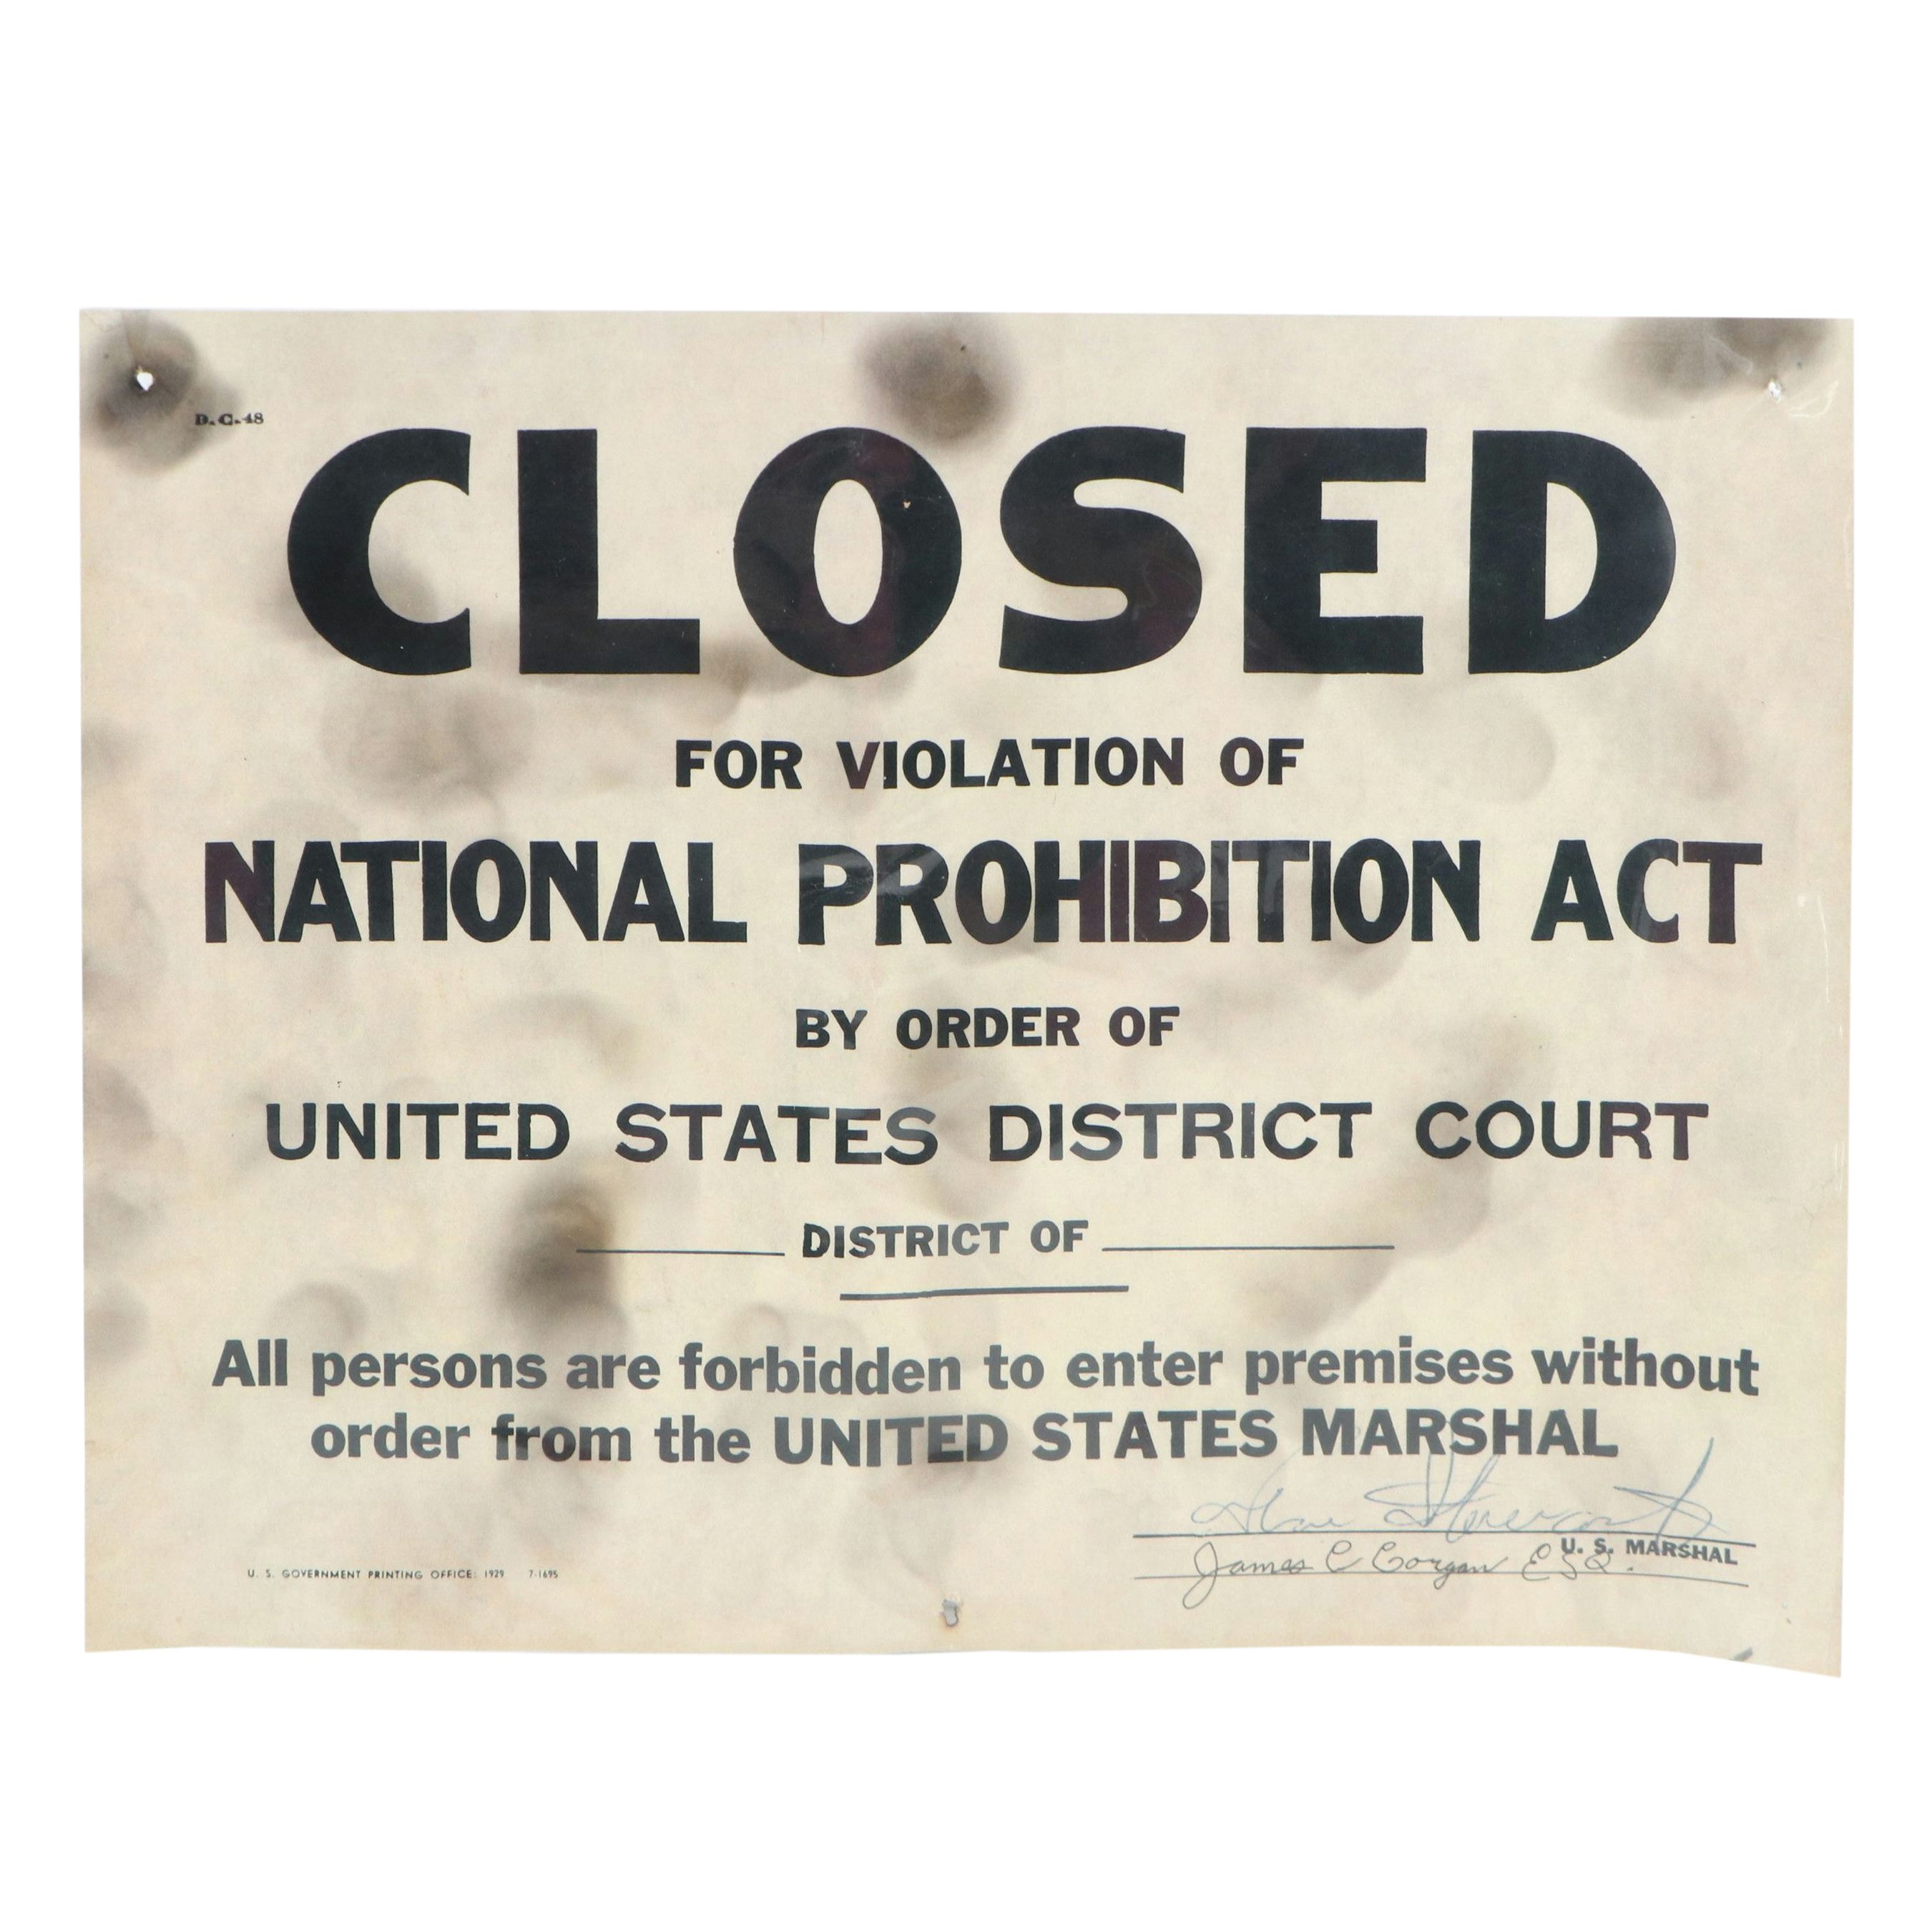 D. C. 48
CLOSED
FOR VIOLATION OF
NATIONAL PROHIBITION ACT
BY ORDER OF
UNITED STATES DISTRICT COURT
DISTRICT OF
All persons are forbidden to enter premises without
order from the UNITED STATES MARSHAL
U. S. MARSHAL
James C Corgan ESQ.
U. S. GOVERNMENT PRINTING OFFICE: 1929 7-1695